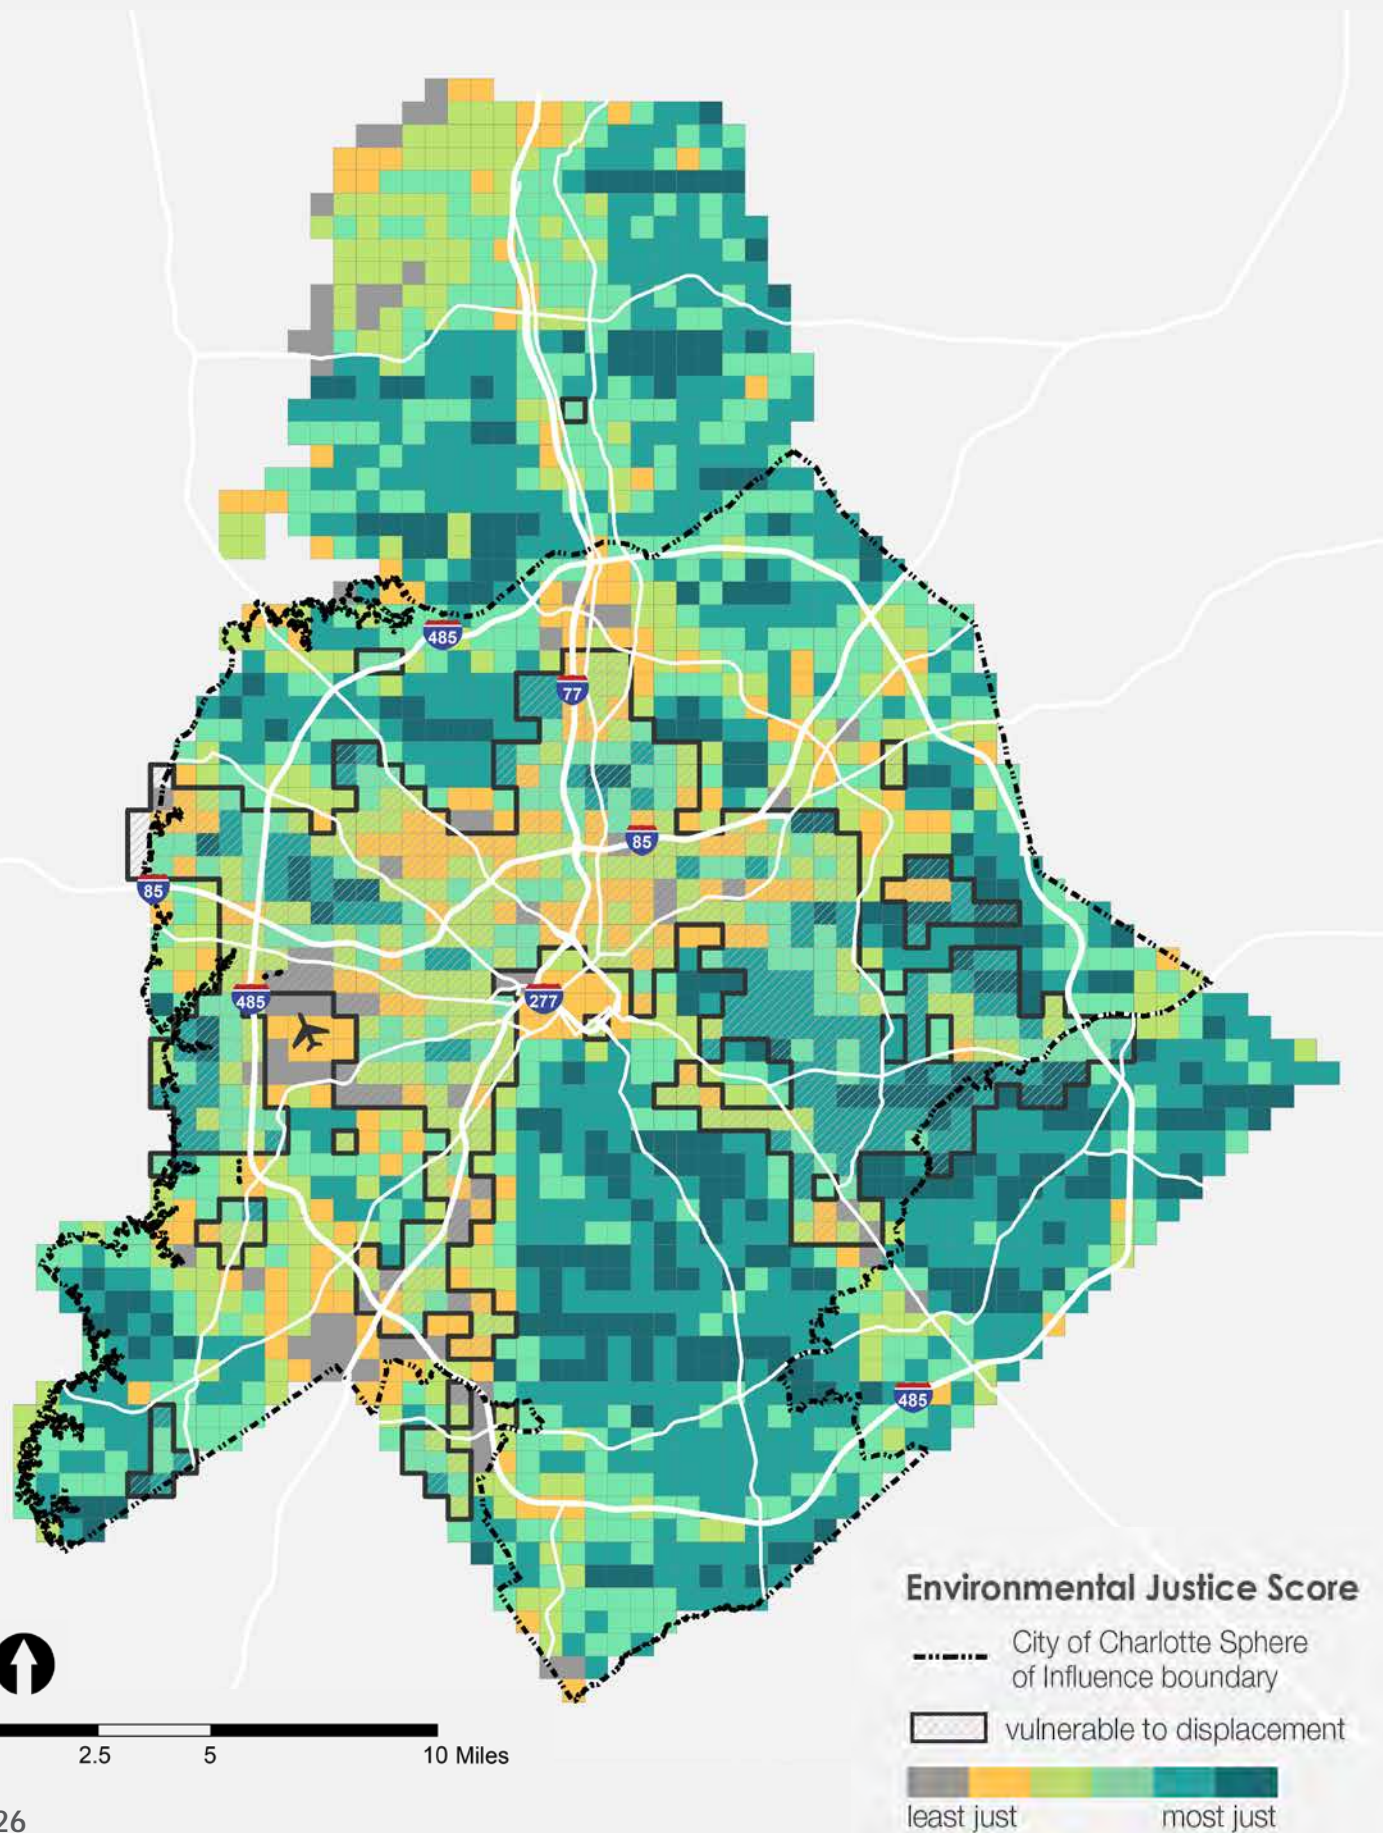 485
77
85
85
485
277
485
Environmental Justice Score
City of Charlotte Sphere
of Influence boundary
vulnerable to displacement
2.5
5
10 Miles
least just
most just
26